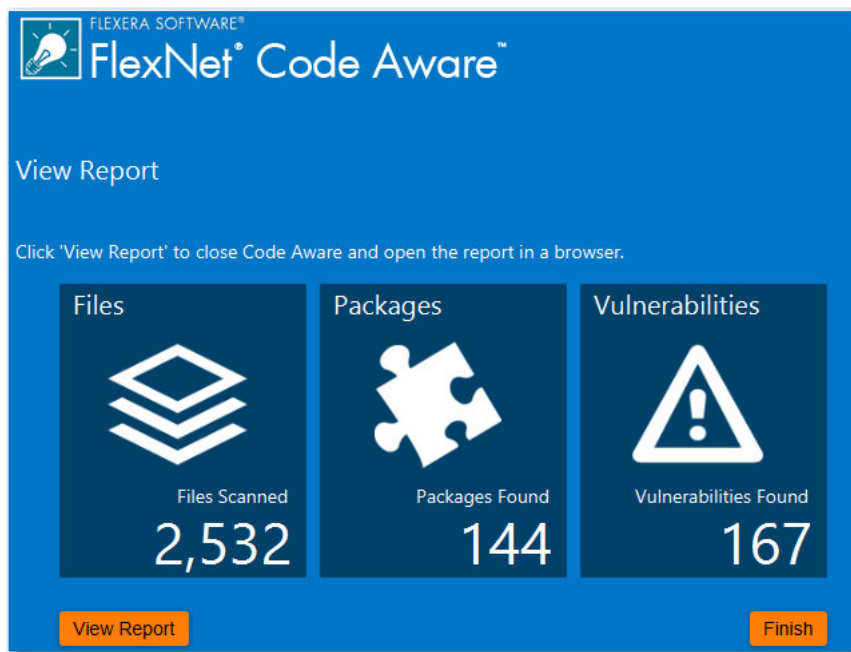 FLEXERA SOFTWARE®
FlexNet® Code Aware™
View Report
Click 'View Report' to close Code Aware and open the report in a browser.
Files
Files Scanned
2,532
Packages
Packages Found
144
Vulnerabilities
Vulnerabilities Found
167
View Report
Finish